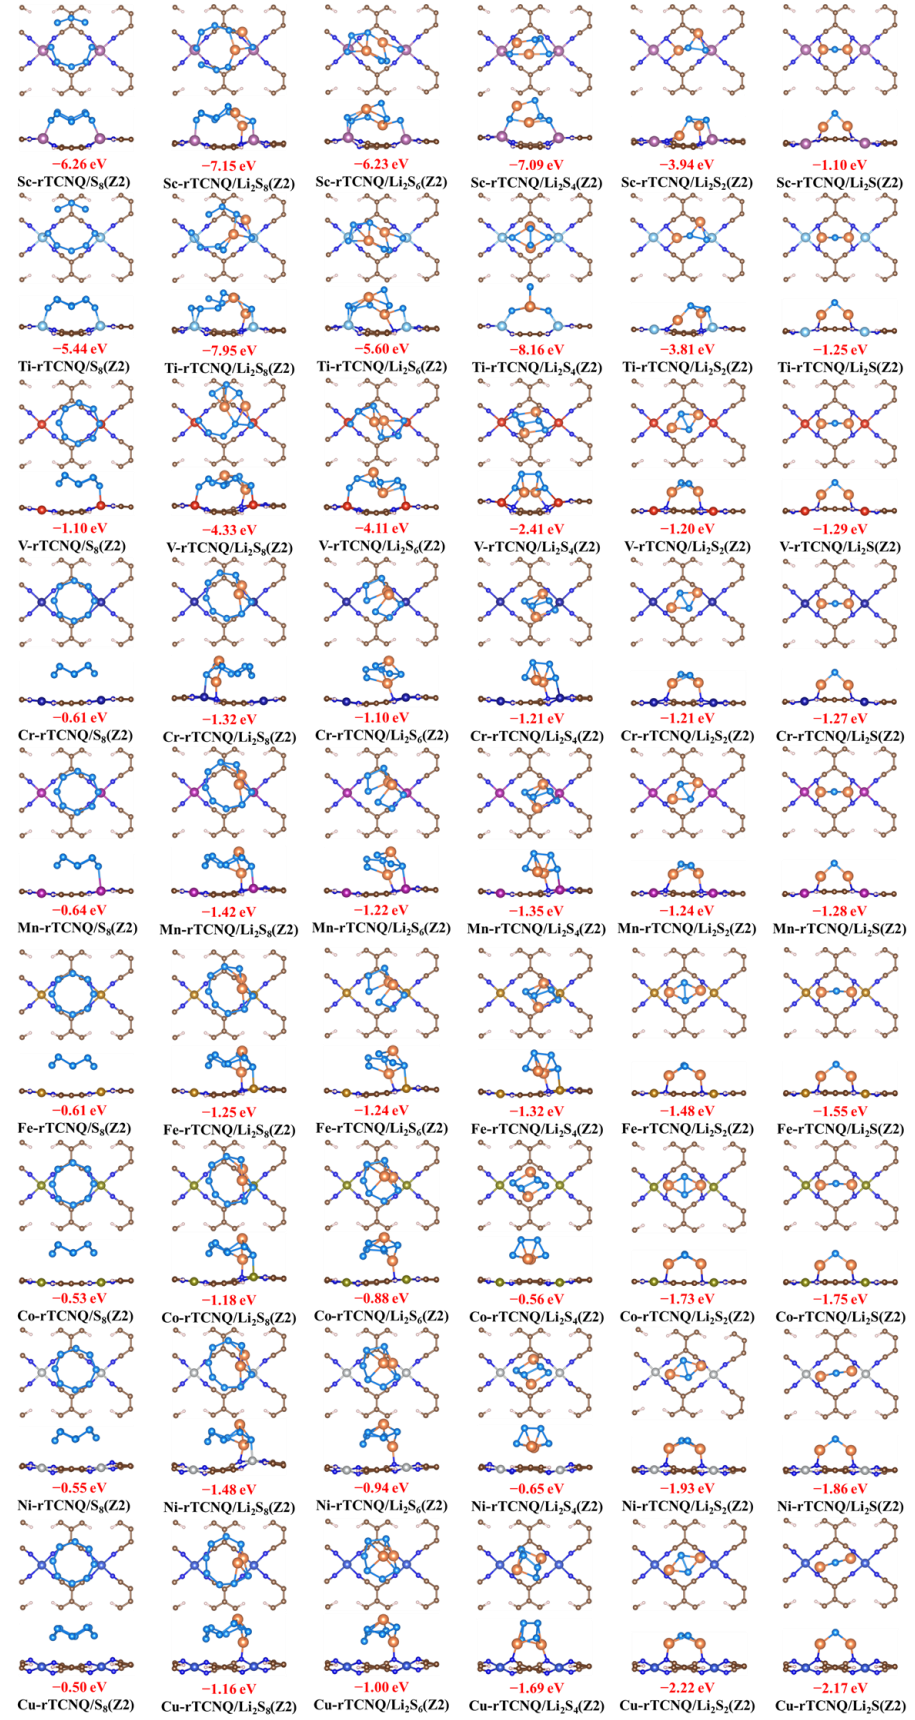 −6.26 eV −7.15 eV −6.23 eV −7.09 eV −3.94 eV −1.10 eV
Sc-rTCNQ/S₈(Z2) Sc-rTCNQ/Li₂S₈(Z2) Sc-rTCNQ/Li₂S₆(Z2) Sc-rTCNQ/Li₂S₄(Z2) Sc-rTCNQ/Li₂S₂(Z2) Sc-rTCNQ/Li₂S(Z2)
−5.44 eV −7.95 eV −5.60 eV −8.16 eV −3.81 eV −1.25 eV
Ti-rTCNQ/S₈(Z2) Ti-rTCNQ/Li₂S₈(Z2) Ti-rTCNQ/Li₂S₆(Z2) Ti-rTCNQ/Li₂S₄(Z2) Ti-rTCNQ/Li₂S₂(Z2) Ti-rTCNQ/Li₂S(Z2)
−1.10 eV −4.33 eV −4.11 eV −2.41 eV −1.20 eV −1.29 eV
V-rTCNQ/S₈(Z2) V-rTCNQ/Li₂S₈(Z2) V-rTCNQ/Li₂S₆(Z2) V-rTCNQ/Li₂S₄(Z2) V-rTCNQ/Li₂S₂(Z2) V-rTCNQ/Li₂S(Z2)
−0.61 eV −1.32 eV −1.10 eV −1.21 eV −1.21 eV −1.27 eV
Cr-rTCNQ/S₈(Z2) Cr-rTCNQ/Li₂S₈(Z2) Cr-rTCNQ/Li₂S₆(Z2) Cr-rTCNQ/Li₂S₄(Z2) Cr-rTCNQ/Li₂S₂(Z2) Cr-rTCNQ/Li₂S(Z2)
−0.64 eV −1.42 eV −1.22 eV −1.35 eV −1.24 eV −1.28 eV
Mn-rTCNQ/S₈(Z2) Mn-rTCNQ/Li₂S₈(Z2) Mn-rTCNQ/Li₂S₆(Z2) Mn-rTCNQ/Li₂S₄(Z2) Mn-rTCNQ/Li₂S₂(Z2) Mn-rTCNQ/Li₂S(Z2)
−0.61 eV −1.25 eV −1.24 eV −1.32 eV −1.48 eV −1.55 eV
Fe-rTCNQ/S₈(Z2) Fe-rTCNQ/Li₂S₈(Z2) Fe-rTCNQ/Li₂S₆(Z2) Fe-rTCNQ/Li₂S₄(Z2) Fe-rTCNQ/Li₂S₂(Z2) Fe-rTCNQ/Li₂S(Z2)
−0.53 eV −1.18 eV −0.88 eV −0.56 eV −1.73 eV −1.75 eV
Co-rTCNQ/S₈(Z2) Co-rTCNQ/Li₂S₈(Z2) Co-rTCNQ/Li₂S₆(Z2) Co-rTCNQ/Li₂S₄(Z2) Co-rTCNQ/Li₂S₂(Z2) Co-rTCNQ/Li₂S(Z2)
−0.55 eV −1.48 eV −0.94 eV −0.65 eV −1.93 eV −1.86 eV
Ni-rTCNQ/S₈(Z2) Ni-rTCNQ/Li₂S₈(Z2) Ni-rTCNQ/Li₂S₆(Z2) Ni-rTCNQ/Li₂S₄(Z2) Ni-rTCNQ/Li₂S₂(Z2) Ni-rTCNQ/Li₂S(Z2)
−0.50 eV −1.16 eV −1.00 eV −1.69 eV −2.22 eV −2.17 eV
Cu-rTCNQ/S₈(Z2) Cu-rTCNQ/Li₂S₈(Z2) Cu-rTCNQ/Li₂S₆(Z2) Cu-rTCNQ/Li₂S₄(Z2) Cu-rTCNQ/Li₂S₂(Z2) Cu-rTCNQ/Li₂S(Z2)